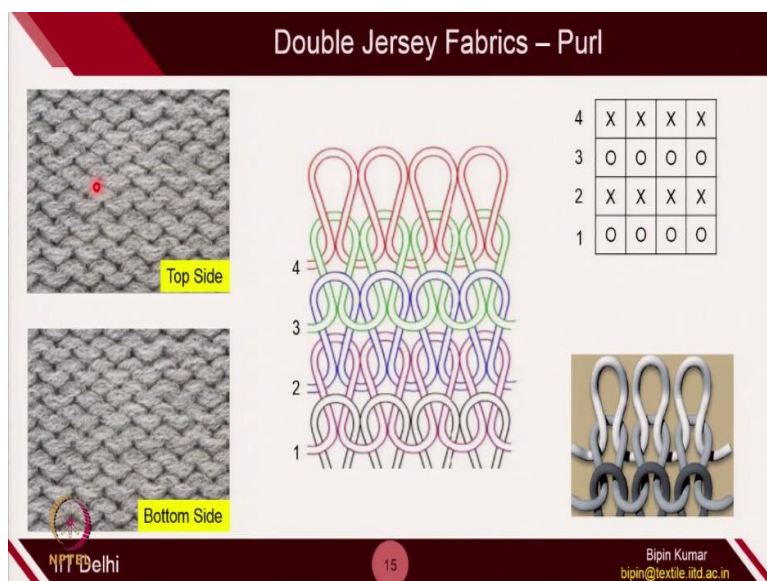 Double Jersey Fabrics – Purl
Top Side
Bottom Side
4
3
2
1
4 X X X X
3 O O O O
2 X X X X
1 O O O O
NPTEL
IIT Delhi
15
Bipin Kumar
bipin@textile.iitd.ac.in